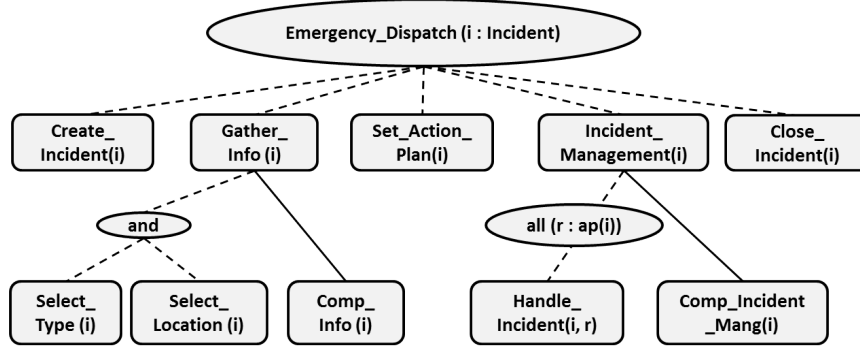 Emergency_Dispatch (i : Incident)
Create_
Incident(i)
Gather_
Info (i)
Set_Action_
Plan(i)
Incident_
Management(i)
Close_
Incident(i)
and
all (r : ap(i))
Select_
Type (i)
Select_
Location (i)
Comp_
Info (i)
Handle_
Incident(i, r)
Comp_Incident
_Mang(i)